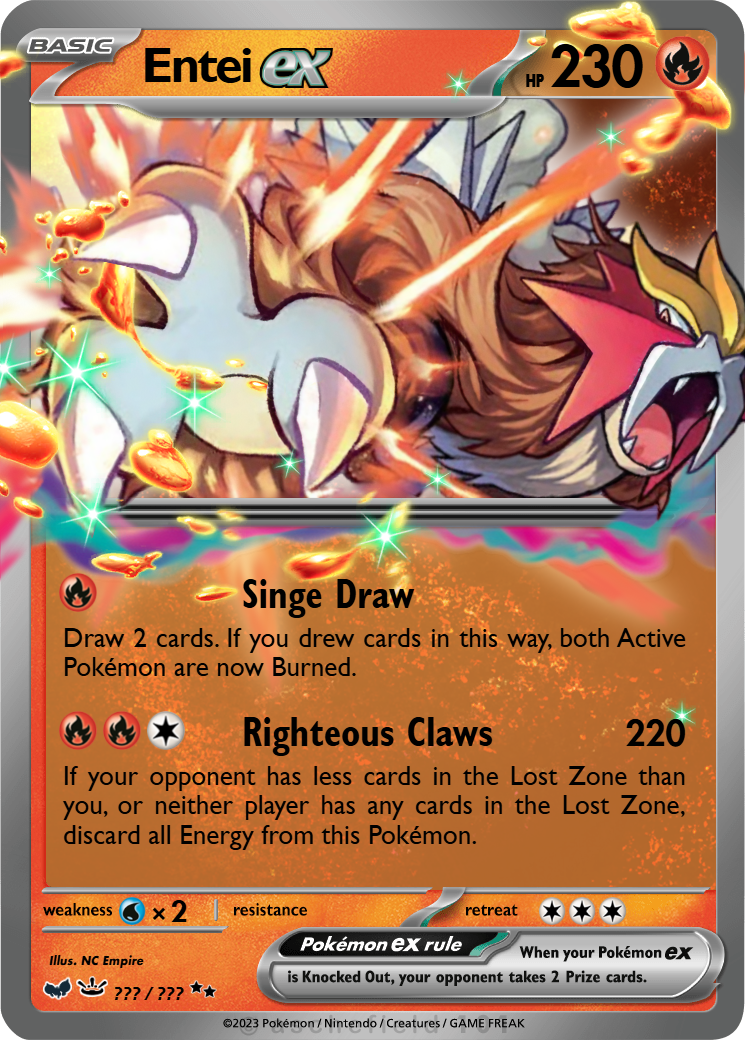 BASIC
Entei ex
HP 230
Singe Draw
Draw 2 cards. If you drew cards in this way, both Active
Pokémon are now Burned.
Righteous Claws 220
If your opponent has less cards in the Lost Zone than
you, or neither player has any cards in the Lost Zone,
discard all Energy from this Pokémon.
weakness × 2 resistance retreat
Illus. NC Empire
??? / ???
Pokémon ex rule
When your Pokémon ex
is Knocked Out, your opponent takes 2 Prize cards.
©2023 Pokémon / Nintendo / Creatures / GAME FREAK